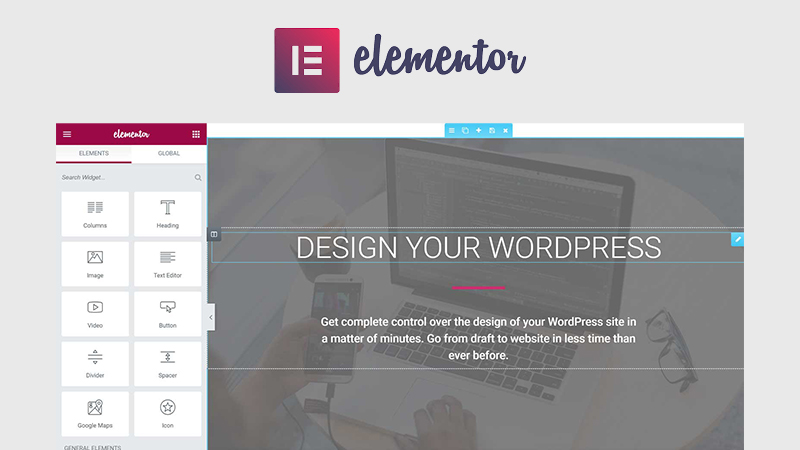 elementor
elementor
ELEMENTS
GLOBAL
Search Widget...
Columns
Heading
Image
Text Editor
Video
Button
Divider
Spacer
Google Maps
Icon
GENERAL ELEMENTS
DESIGN YOUR WORDPRESS
Get complete control over the design of your WordPress site in
a matter of minutes. Go from draft to website in less time than
ever before.